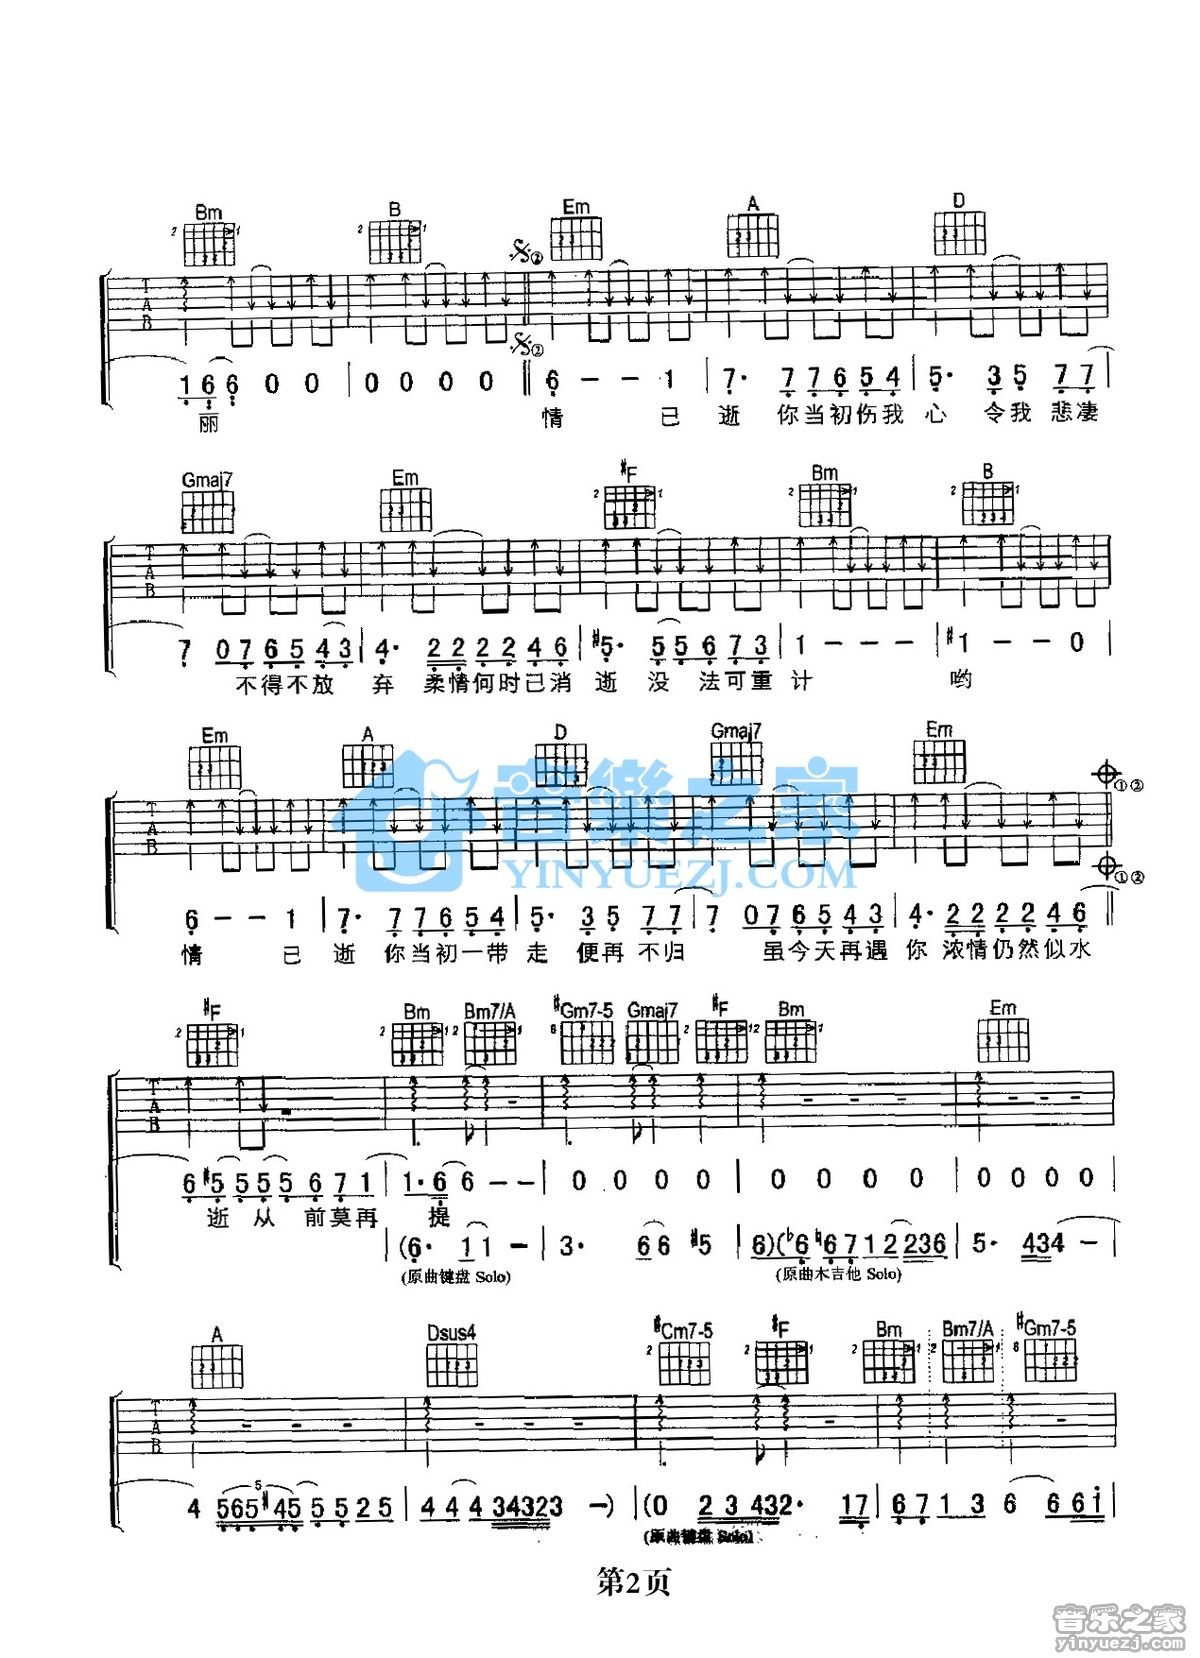 Bm B Em A D
2 1 2 1
𝄋② 
T A B
𝄋②
1 6 6 0 0 | 0 0 0 0 ‖ 6 - - 1 | 7· 7 7 6 5 4 | 5· 3 5 7 7
丽 情 已 逝 你当初伤我 心 令我 悲凄
Gmaj7 Em #F Bm B
2 1 2 1 2 1
T A B
7 0 7 6 5 4 3 | 4· 2 2 2 2 4 6 | #5· 5 5 6 7 3 | 1 - - - | #1 - - 0
不得不放 弃 柔情何时已消 逝 没 法可重 计 哟
Em A D Gmaj7 Em
音樂之家
①②
T A B
YINYUEZJ.COM
①②
6 - - 1 | 7· 7 7 6 5 4 | 5· 3 5 7 7 | 7 0 7 6 5 4 3 | 4· 2 2 2 2 4 6 ‖
情 已 逝 你当初一带 走 便再 不归 虽今天再遇 你 浓情仍然似水
#F Bm Bm7/A #Gm7-5 Gmaj7 #F Bm Em
T A B
6 #5 5 5 5 6 7 1 | 1· 6 6 - - | 0 0 0 0 | 0 0 0 0 | 0 0 0 0
逝 从 前莫再 提
(6· 1 1 - | 3· 6 6 #5 | 6)(♭6 ♮6 7 1 2 2 3 6 | 5· 4 3 4 -
(原曲键盘 Solo) (原曲木吉他 Solo)
A Dsus4 #Cm7-5 #F Bm Bm7/A #Gm7-5
T A B
5
4 5 6 5 #4 5 5 5 2 5 | 4 4 4 3 4 3 2 3 -) | (0 2 3 4 3 2· 1 7 | 6 7 1 3 6 6 6 i
(原曲键盘 Solo)
第2页
音乐之家
yinyuezj.com